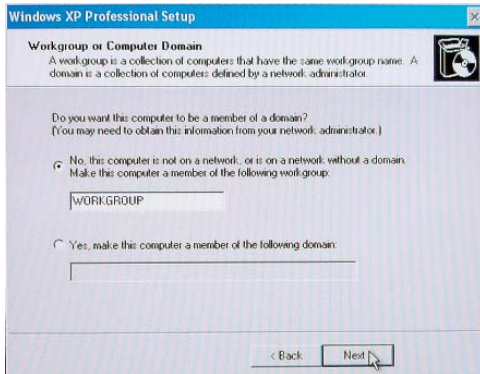 Windows XP Professional Setup
Workgroup or Computer Domain
A workgroup is a collection of computers that have the same workgroup name. A
domain is a collection of computers defined by a network administrator.
Do you want this computer to be a member of a domain?
(You may need to obtain this information from your network administrator.)
No, this computer is not on a network, or is on a network without a domain.
Make this computer a member of the following workgroup:
WORKGROUP
Yes, make this computer a member of the following domain:
< Back
Next